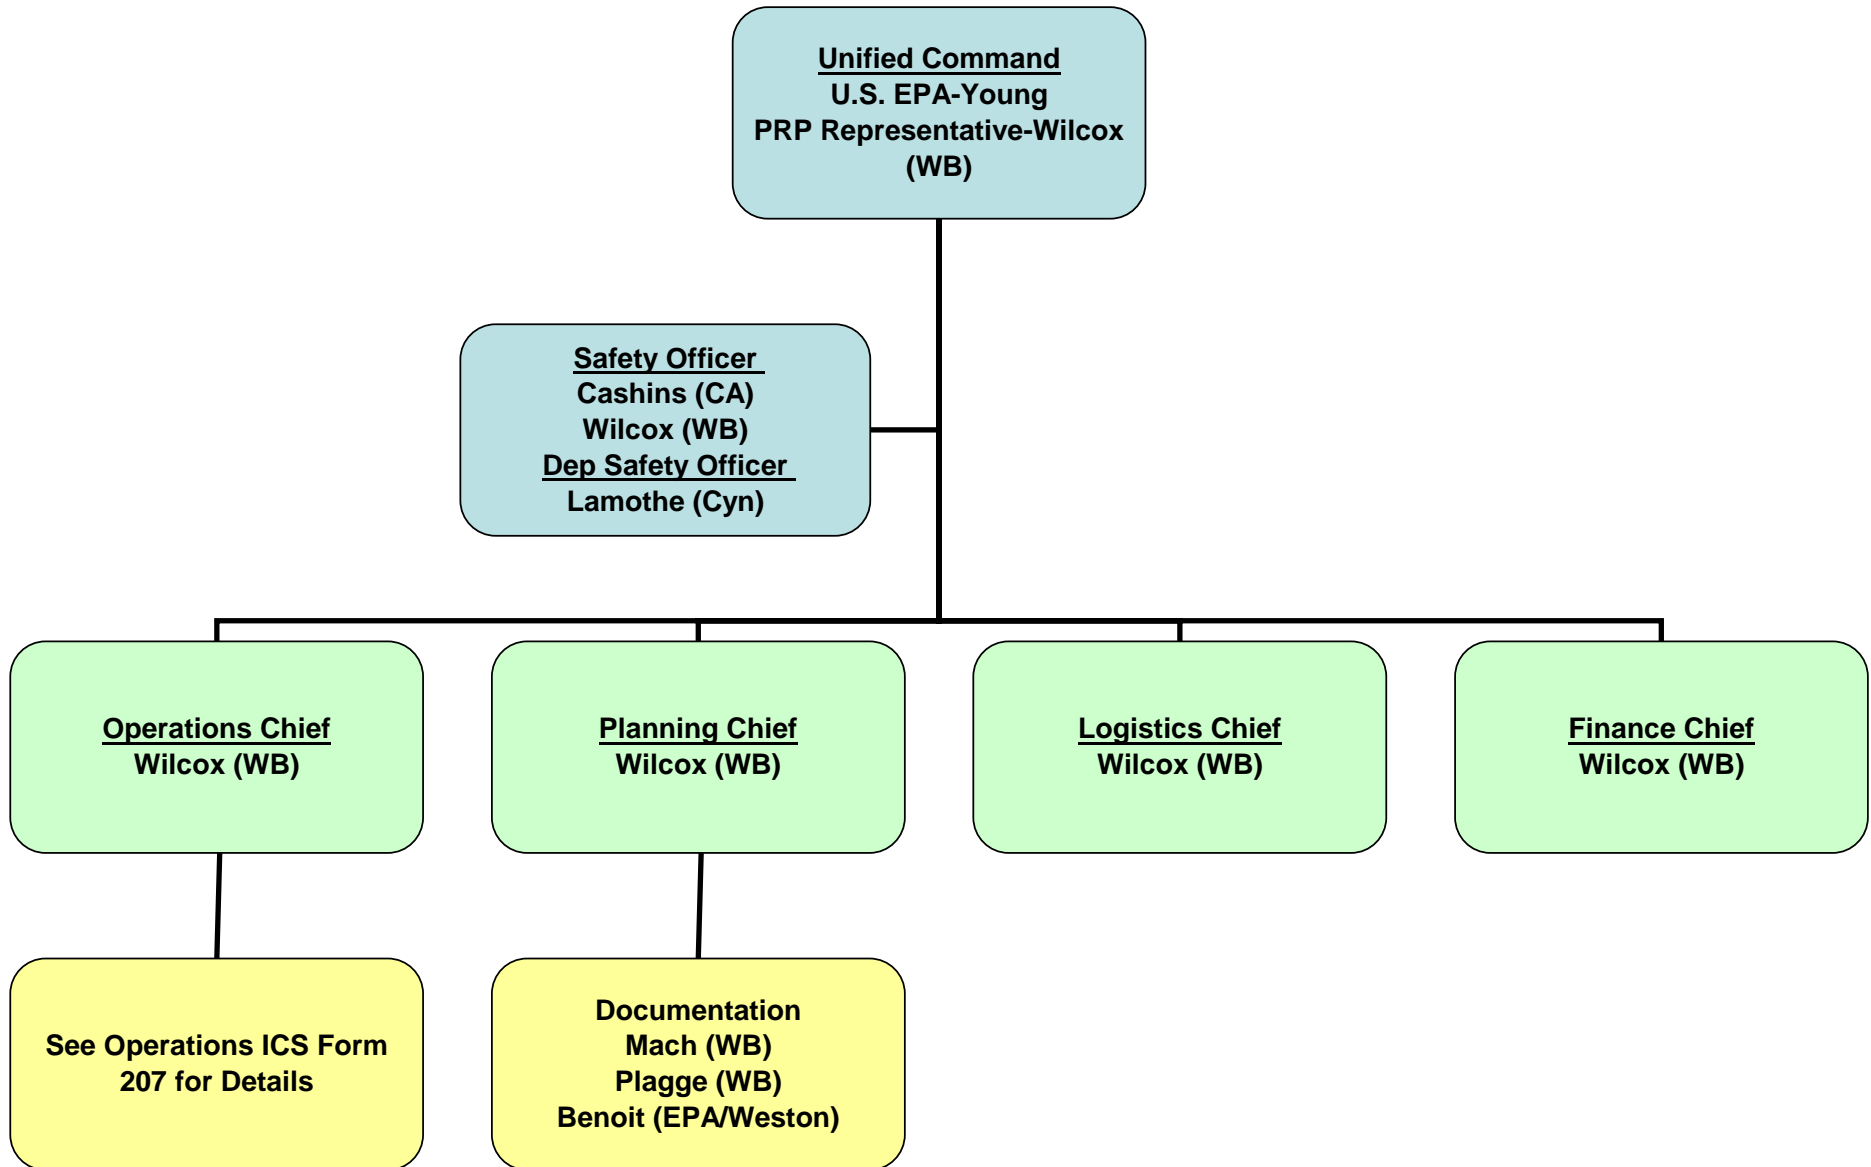 Unified Command
U.S. EPA-Young
PRP Representative-Wilcox
(WB)
Safety Officer
Cashins (CA)
Wilcox (WB)
Dep Safety Officer
Lamothe (Cyn)
Operations Chief
Wilcox (WB)
Planning Chief
Wilcox (WB)
Logistics Chief
Wilcox (WB)
Finance Chief
Wilcox (WB)
See Operations ICS Form
207 for Details
Documentation
Mach (WB)
Plagge (WB)
Benoit (EPA/Weston)